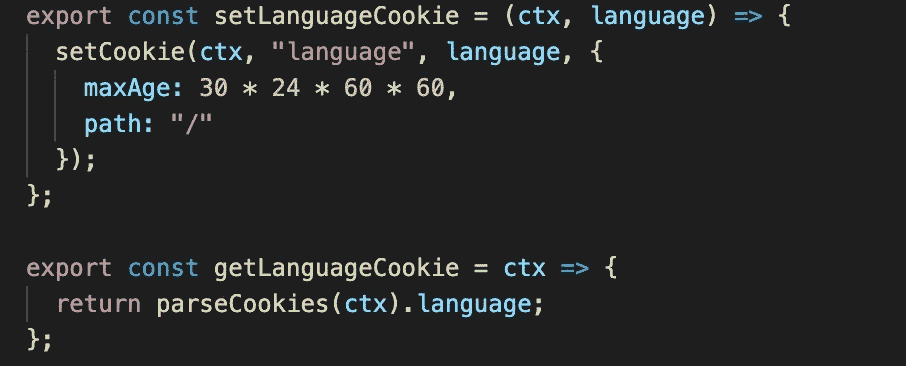 export const setLanguageCookie = (ctx, language) => {
  setCookie(ctx, "language", language, {
    maxAge: 30 * 24 * 60 * 60,
    path: "/"
  });
};

export const getLanguageCookie = ctx => {
  return parseCookies(ctx).language;
};